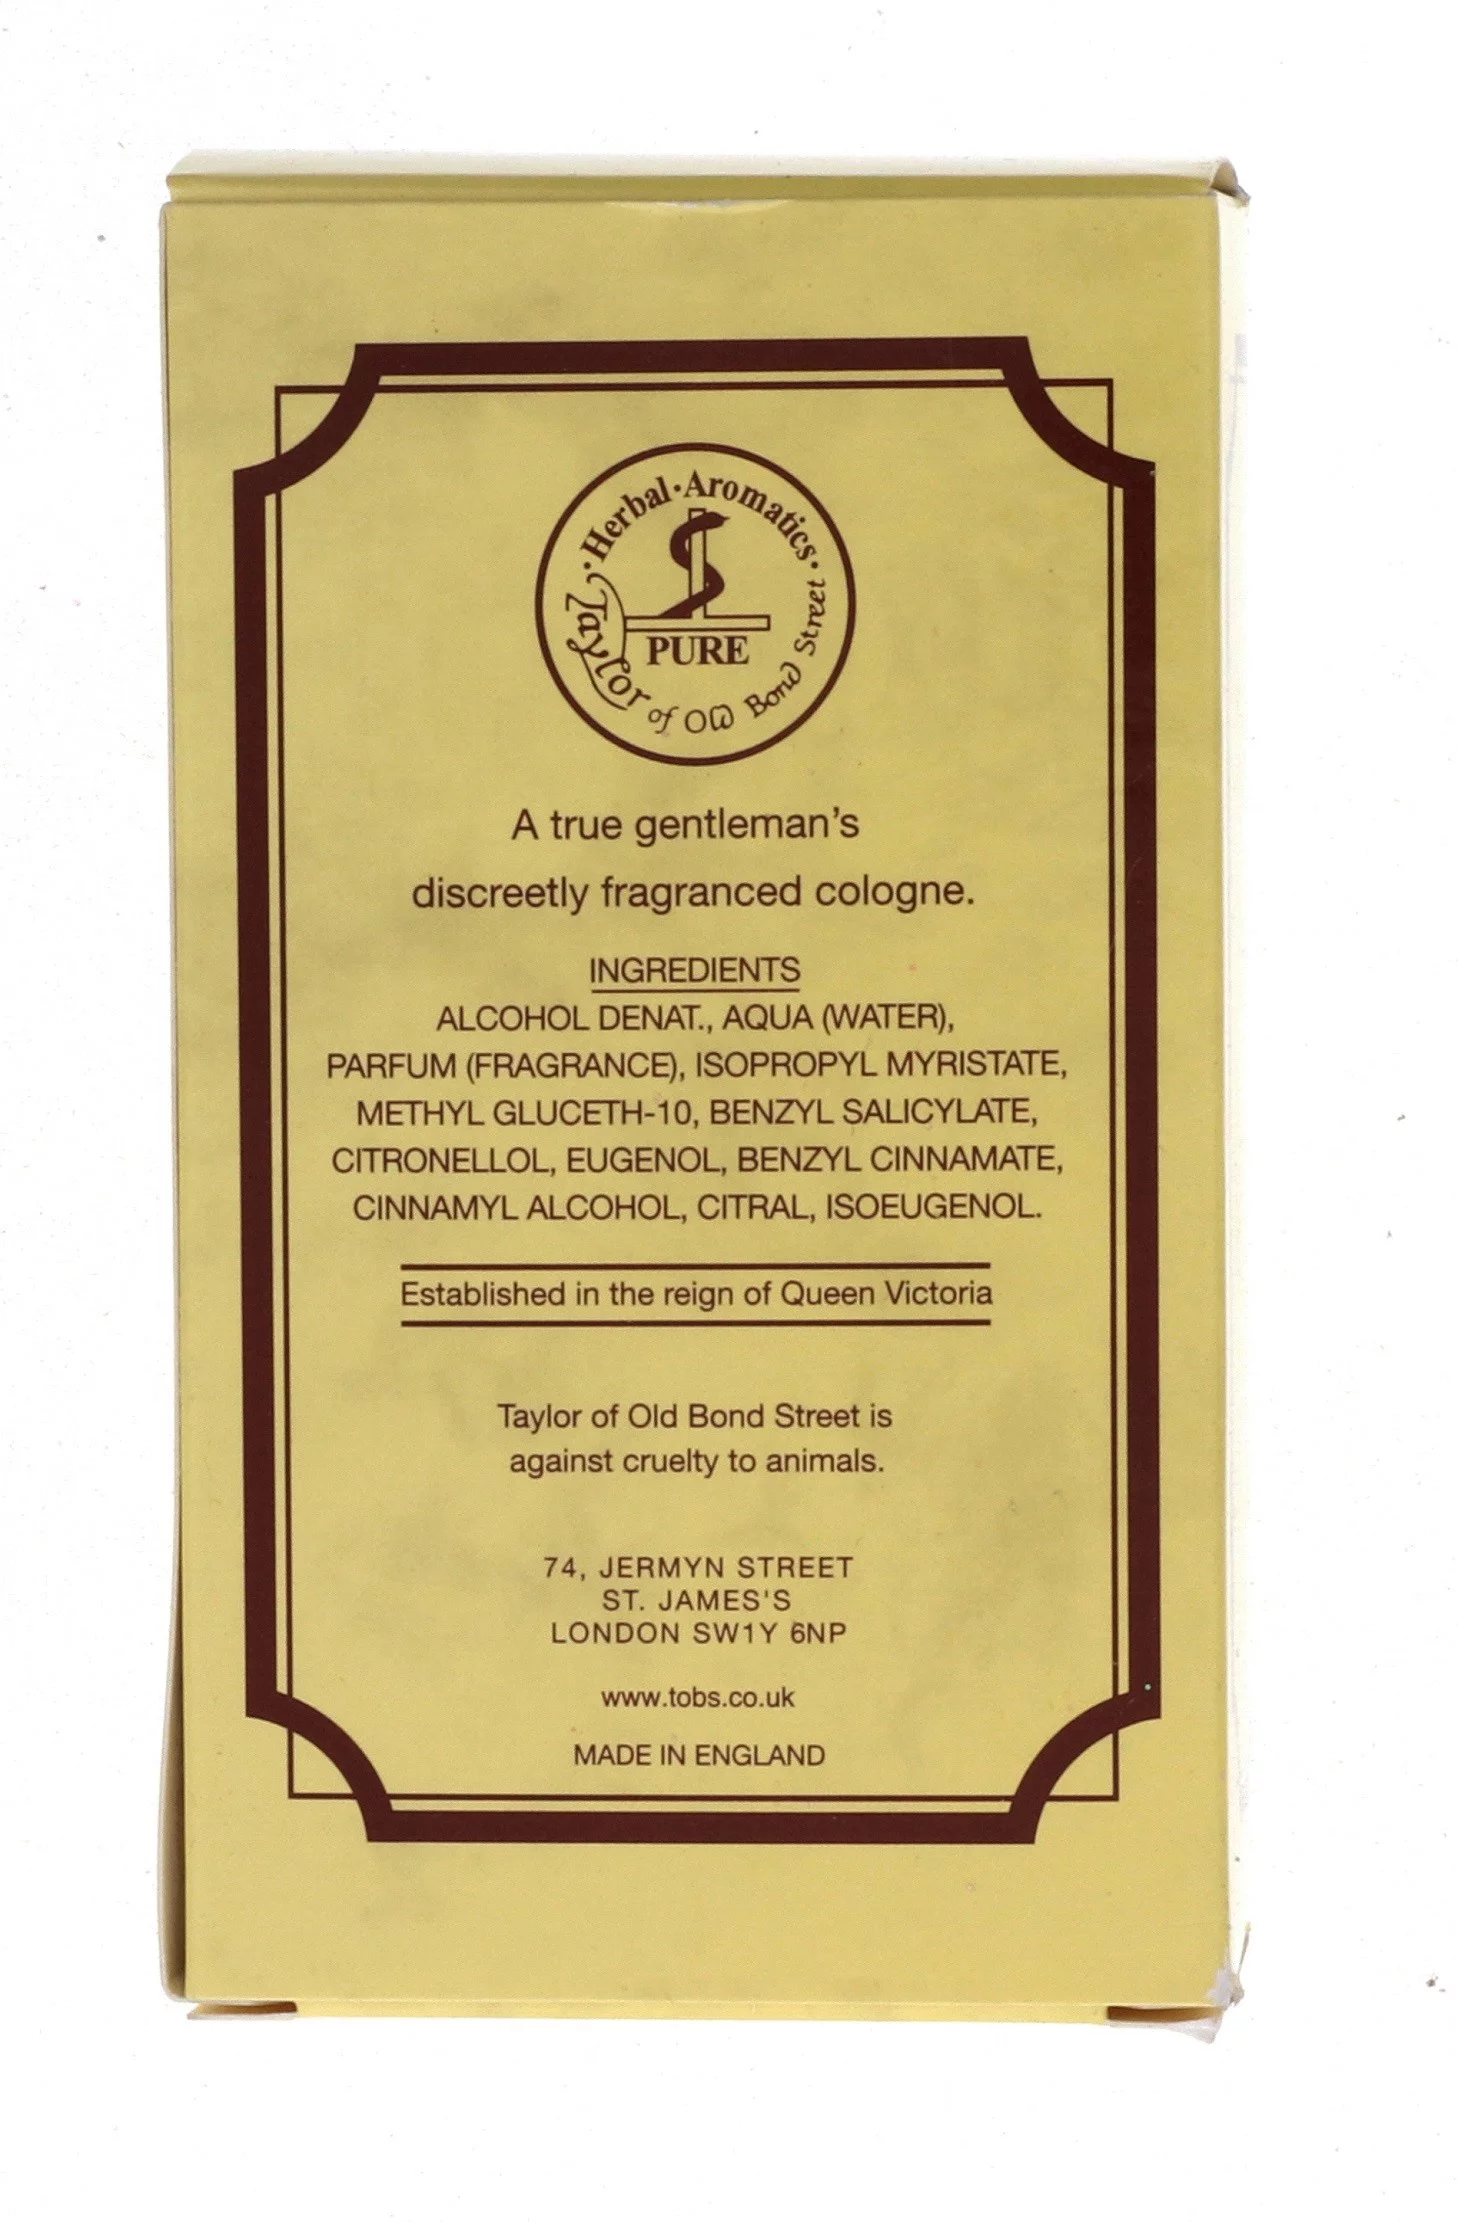 · Herbal · Aromatics ·
PURE
Taylor of Old Bond Street
A true gentleman's
discreetly fragranced cologne.
INGREDIENTS
ALCOHOL DENAT., AQUA (WATER),
PARFUM (FRAGRANCE), ISOPROPYL MYRISTATE,
METHYL GLUCETH-10, BENZYL SALICYLATE,
CITRONELLOL, EUGENOL, BENZYL CINNAMATE,
CINNAMYL ALCOHOL, CITRAL, ISOEUGENOL.
Established in the reign of Queen Victoria
Taylor of Old Bond Street is
against cruelty to animals.
74, JERMYN STREET
ST. JAMES'S
LONDON SW1Y 6NP
www.tobs.co.uk
MADE IN ENGLAND